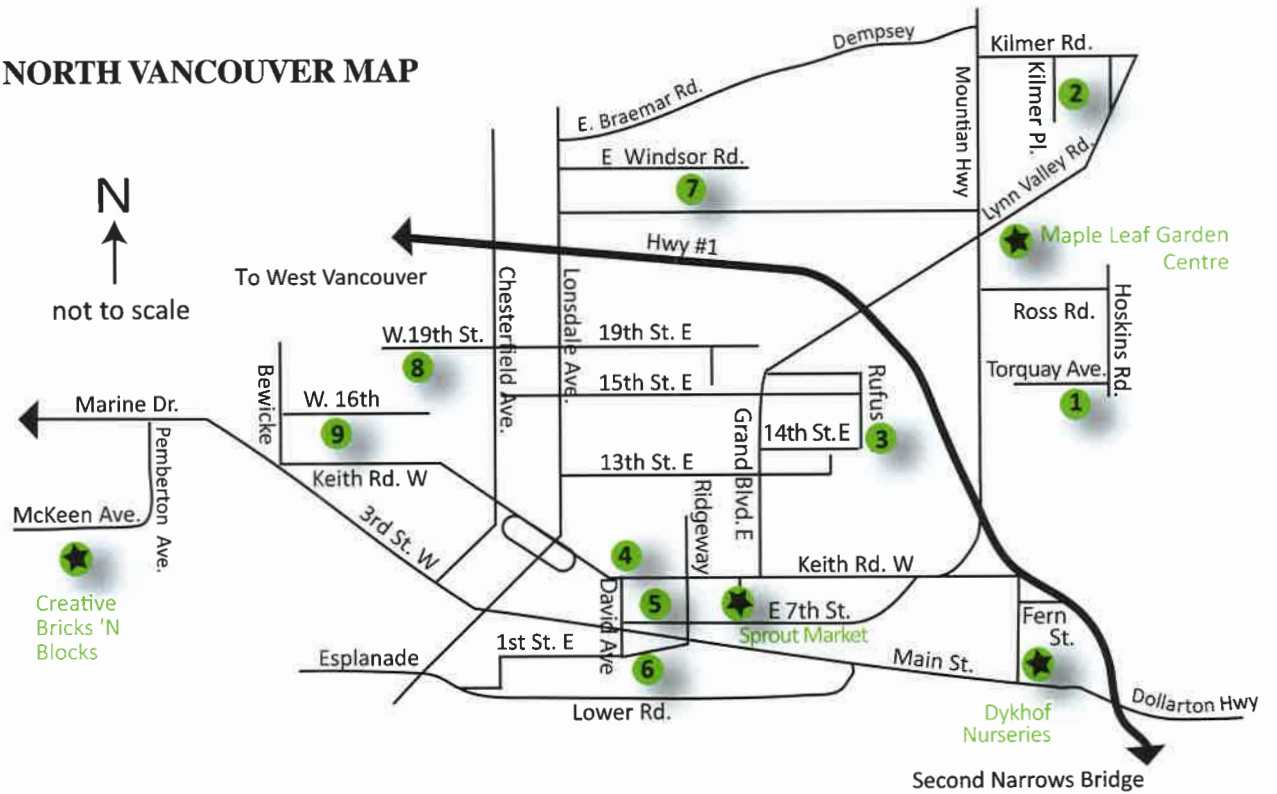 NORTH VANCOUVER MAP
N
not to scale
Dempsey
E. Braemar Rd.
E Windsor Rd.
7
Mountian Hwy
Kilmer Rd.
Kilmer Pl.
2
Lynn Valley Rd.
Maple Leaf Garden
Centre
Hwy #1
To West Vancouver
Chesterfield Ave.
Lonsdale Ave.
Ross Rd.
Hoskins Rd.
W.19th St.
19th St. E
8
15th St. E
Rufus
Torquay Ave.
1
Bewicke
W. 16th
9
Marine Dr.
Pemberton Ave.
Grand Blvd. E
14th St.E
3
13th St. E
Keith Rd. W
Ridgeway
McKeen Ave.
3rd St. W
Creative
Bricks 'N
Blocks
4
Keith Rd. W
David Ave
5
E 7th St.
Sprout Market
Fern
St.
1st St. E
6
Esplanade
Main St.
Lower Rd.
Dykhof
Nurseries
Dollarton Hwy
Second Narrows Bridge